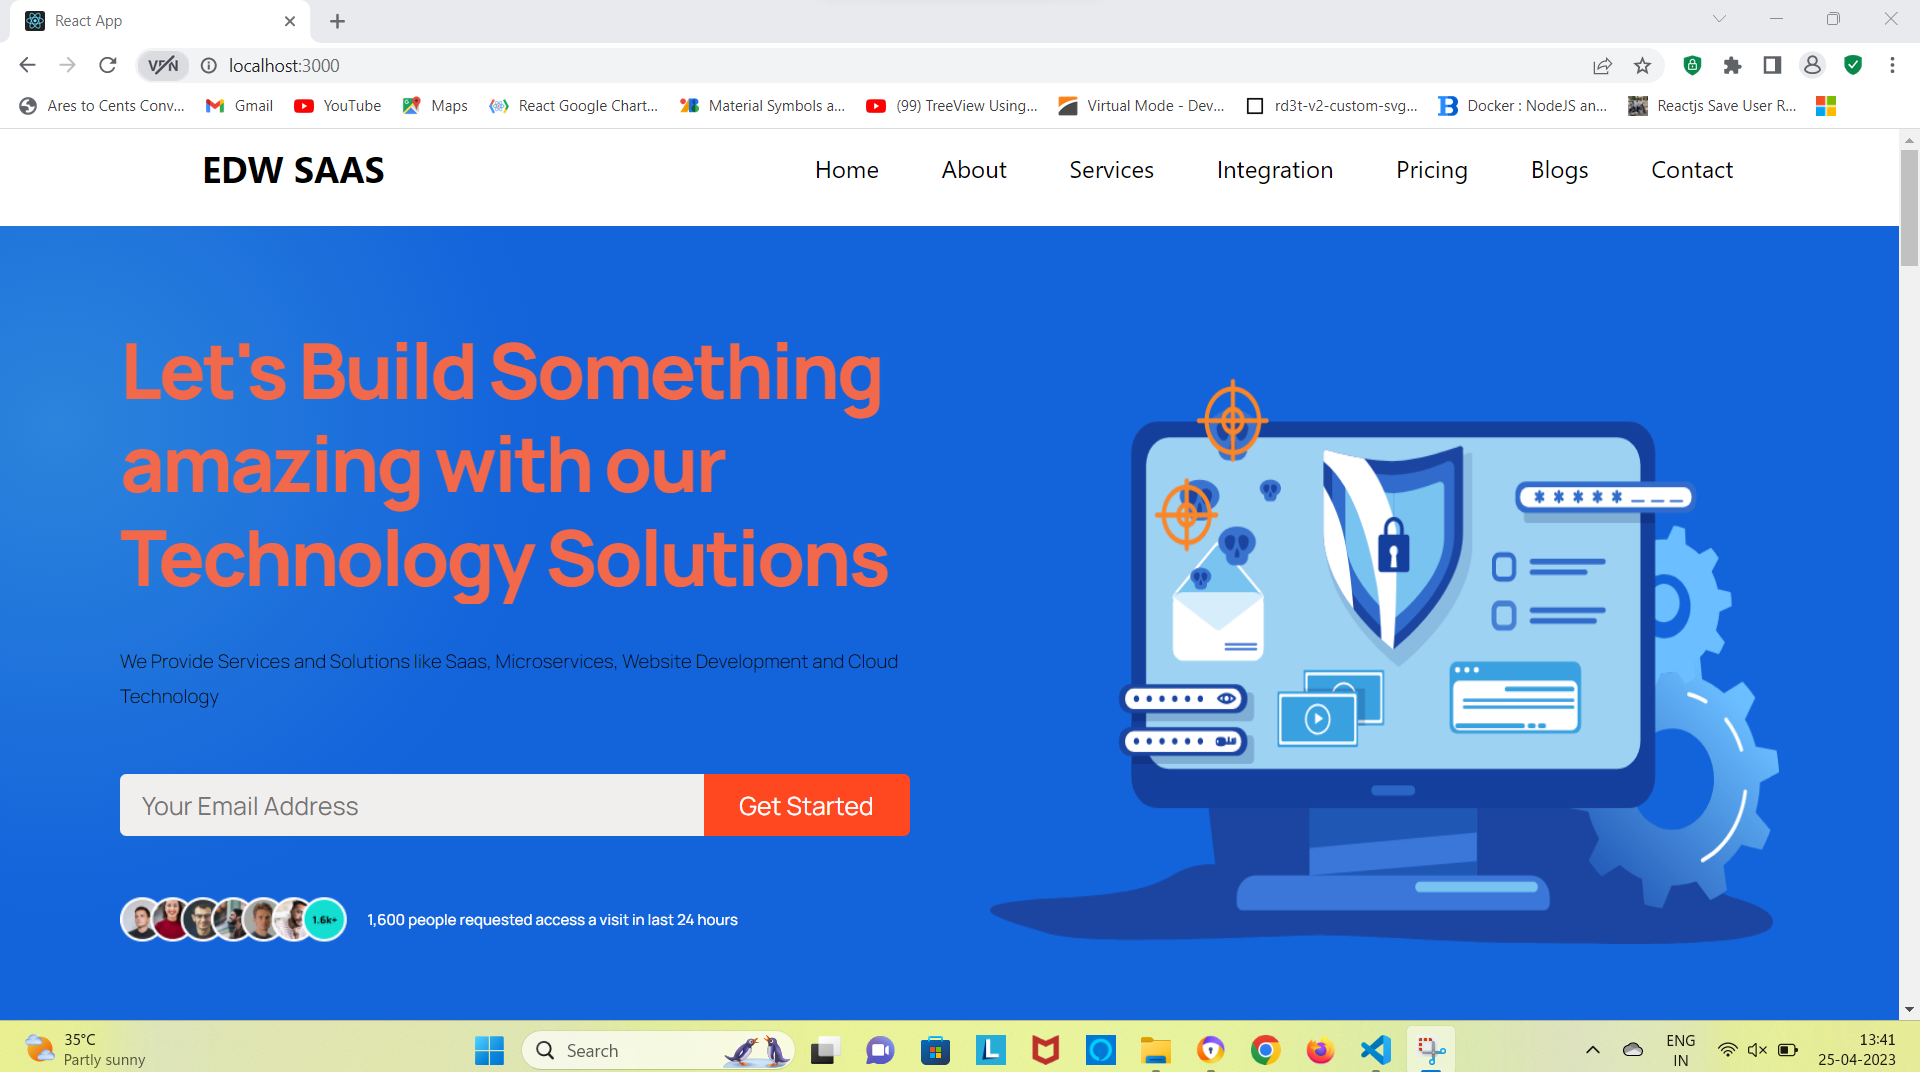 React App
VPN
localhost:3000
Ares to Cents Conv...
Gmail
YouTube
Maps
React Google Chart...
Material Symbols a...
(99) TreeView Using...
Virtual Mode - Dev...
rd3t-v2-custom-svg...
Docker : NodeJS an...
Reactjs Save User R...
EDW SAAS
Home
About
Services
Integration
Pricing
Blogs
Contact
Let's Build Something
amazing with our
Technology Solutions
We Provide Services and Solutions like Saas, Microservices, Website Development and Cloud
Technology
Your Email Address
Get Started
1.6k+
1,600 people requested access a visit in last 24 hours
35°C
Partly sunny
Search
ENG
IN
13:41
25-04-2023